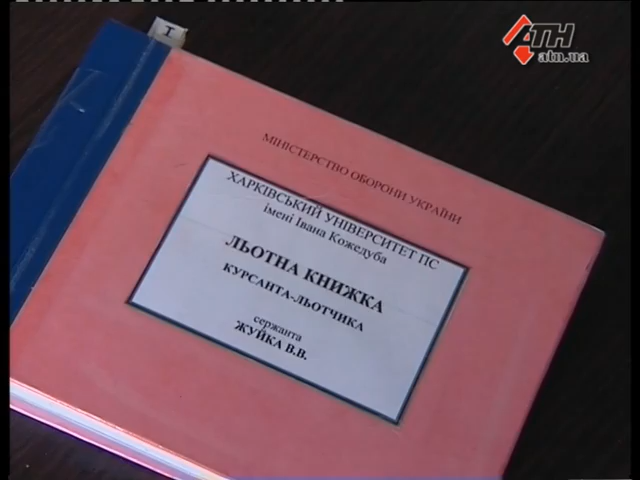 I
АТН
atn.ua
МІНІСТЕРСТВО ОБОРОНИ УКРАЇНИ
ХАРКІВСЬКИЙ УНІВЕРСИТЕТ ПС
імені Івана Кожедуба
ЛЬОТНА КНИЖКА
КУРСАНТА-ЛЬОТЧИКА
сержанта
ЖУЙКА В.В.